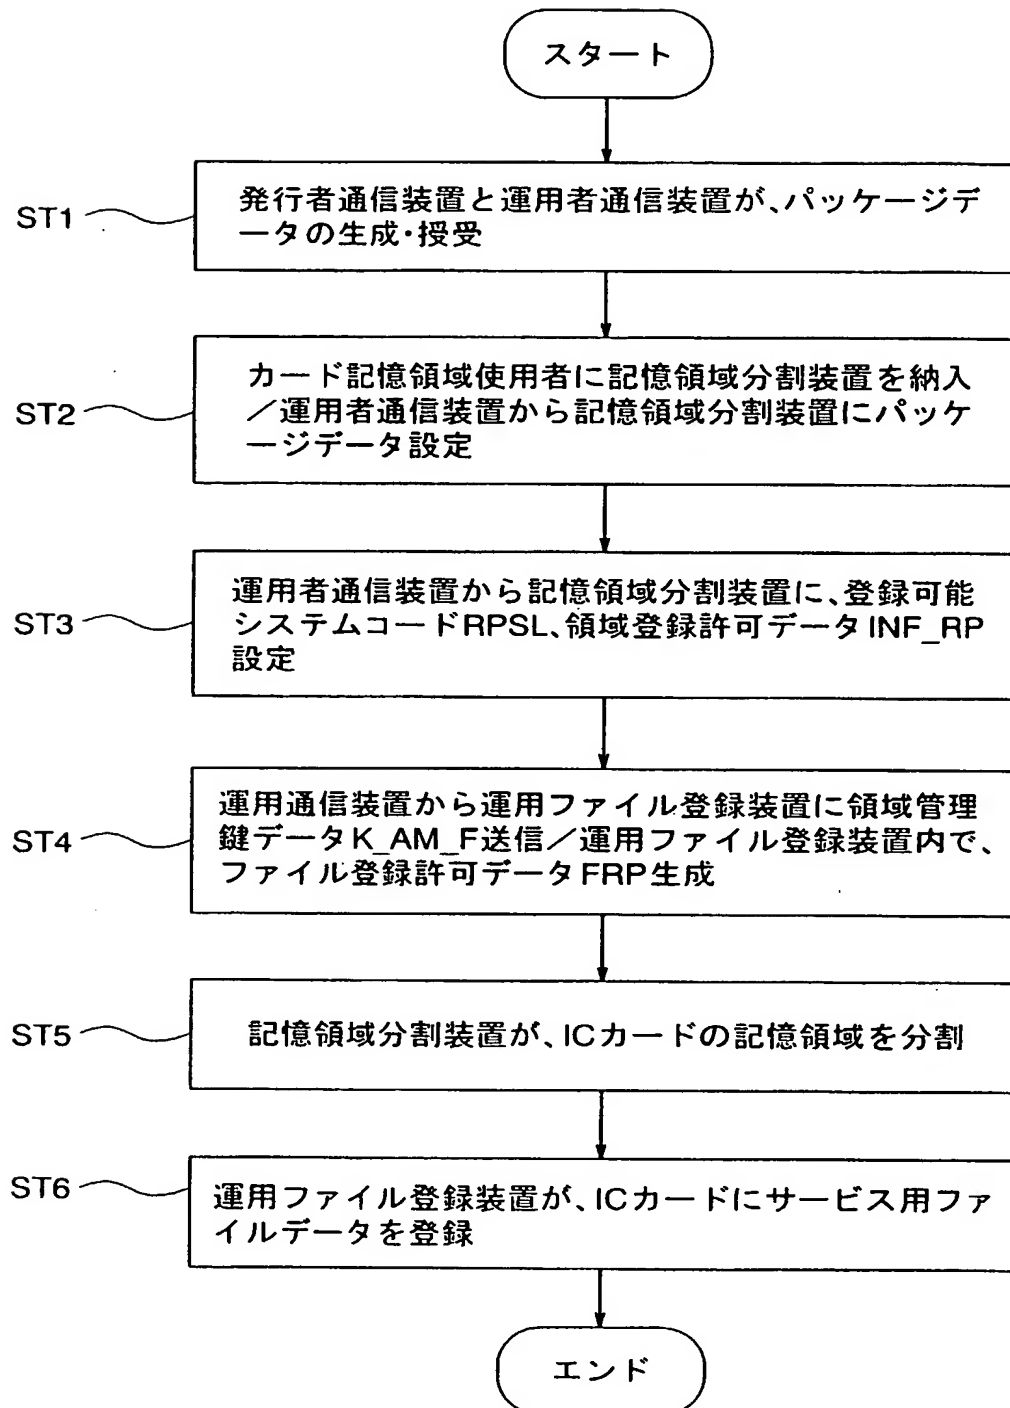 スタート
ST1
発行者通信装置と運用者通信装置が、パッケージデ
ータの生成・授受
ST2
カード記憶領域使用者に記憶領域分割装置を納入
／運用者通信装置から記憶領域分割装置にパッケ
ージデータ設定
ST3
運用者通信装置から記憶領域分割装置に、登録可能
システムコードRPSL、領域登録許可データINF_RP
設定
ST4
運用通信装置から運用ファイル登録装置に領域管理
鍵データK_AM_F送信／運用ファイル登録装置内で、
ファイル登録許可データFRP生成
ST5
記憶領域分割装置が、ICカードの記憶領域を分割
ST6
運用ファイル登録装置が、ICカードにサービス用ファ
イルデータを登録
エンド